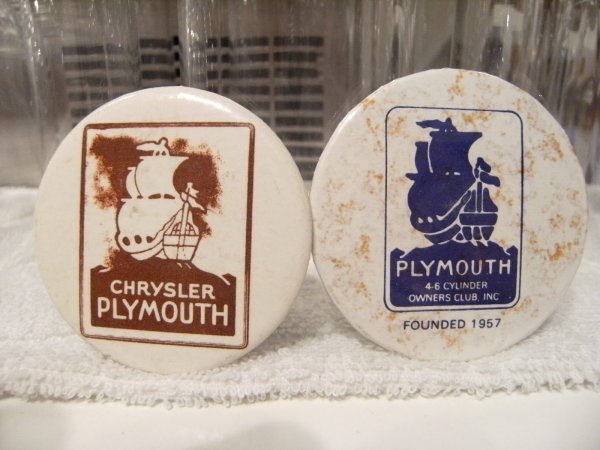 CHRYSLER
PLYMOUTH
PLYMOUTH
4-6 CYLINDER
OWNERS CLUB, INC
FOUNDED 1957